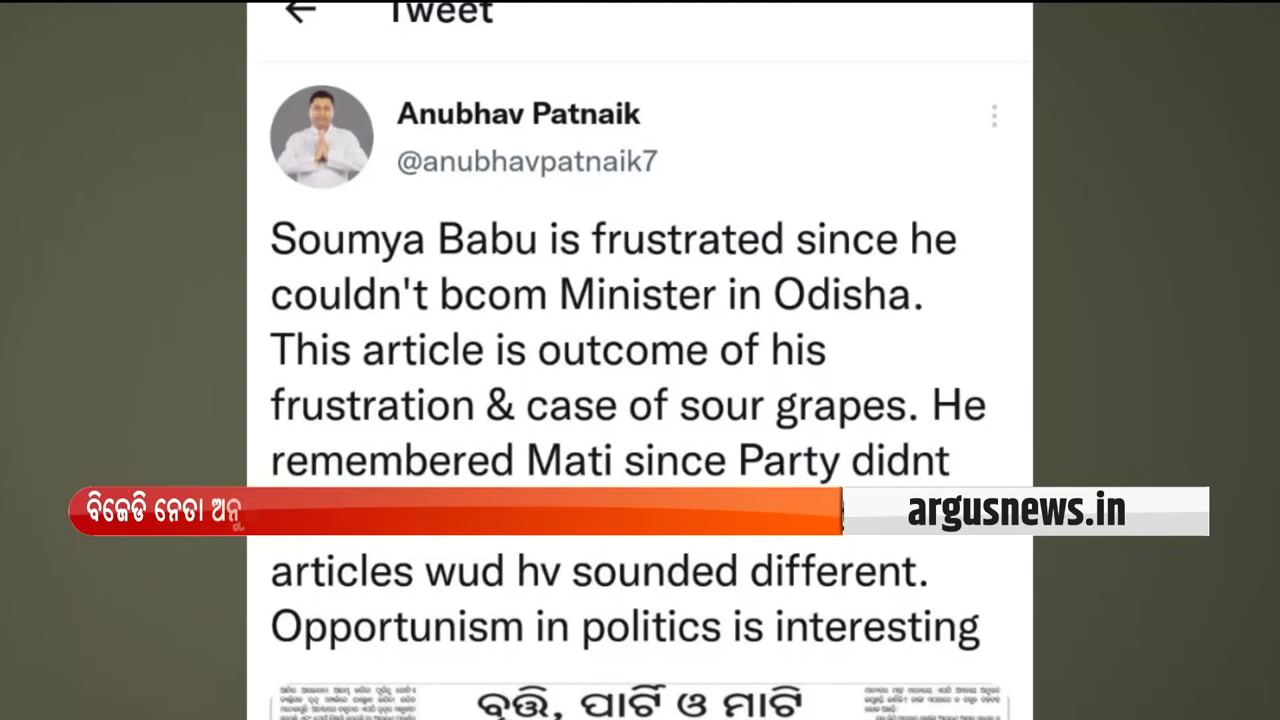 Tweet
Anubhav Patnaik
@anubhavpatnaik7
Soumya Babu is frustrated since he
couldn't bcom Minister in Odisha.
This article is outcome of his
frustration & case of sour grapes. He
remembered Mati since Party didnt
ବିଜେଡି ନେତା ଅନୁ
argusnews.in
articles wud hv sounded different.
Opportunism in politics is interesting
ବୃତ୍ତି, ପାର୍ଟି ଓ ମାଟି